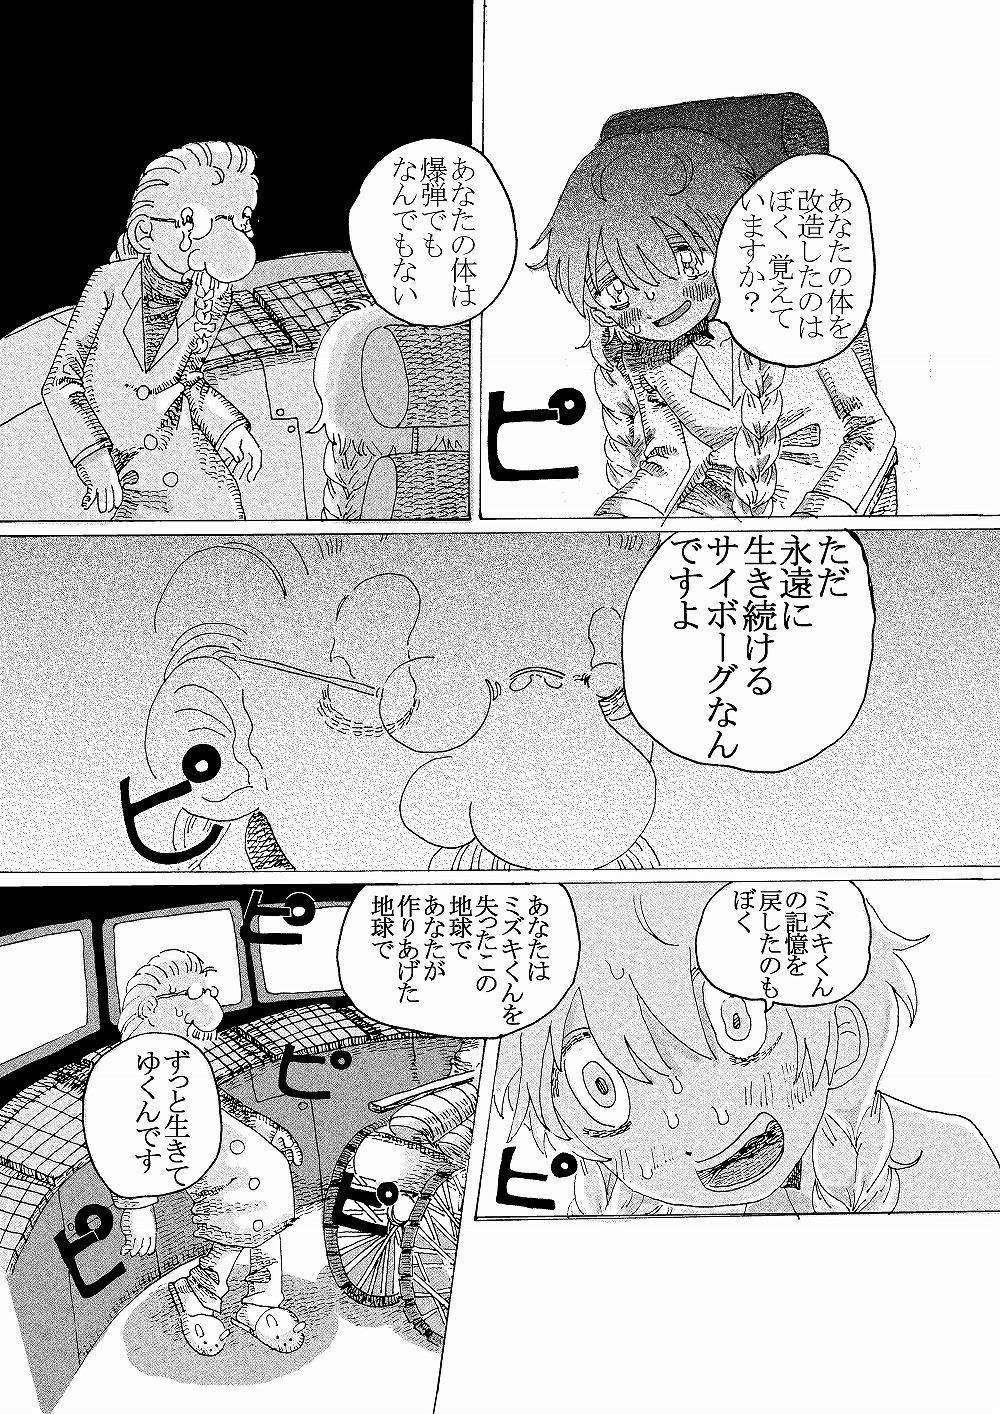 あなたの体を
改造したのは
ぼく 覚えて
いますか?
ピ
あなたの体は
爆弾でも
なんでもない
ただ
永遠に
生き続ける
サイボーグなん
ですよ
ピ
ミズキくん
の記憶を
戻したのも
ぼく
ピ
あなたは
ミズキくんを
失ったこの
地球で
あなたが
作りあげた
地球で
ピ
ピ
ピ
ずっと生きて
ゆくんです
ピ